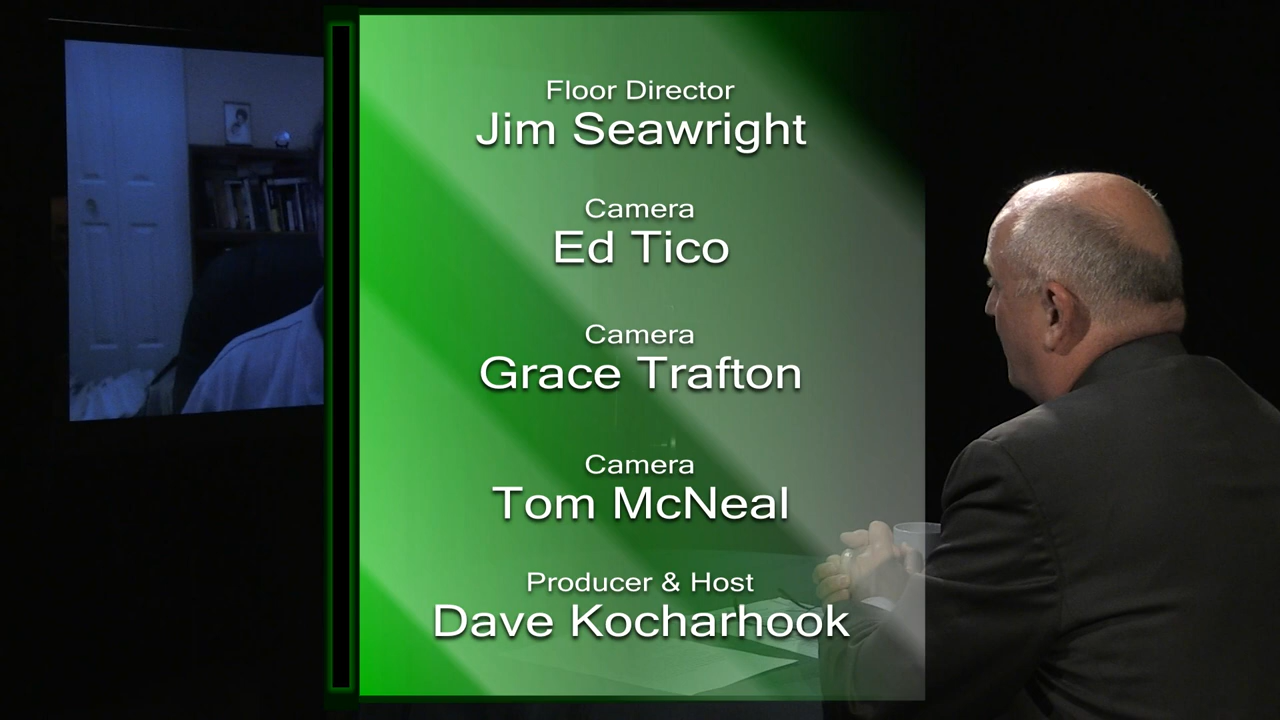 Floor Director
Jim Seawright
Camera
Ed Tico
Camera
Grace Trafton
Camera
Tom McNeal
Producer & Host
Dave Kocharhook